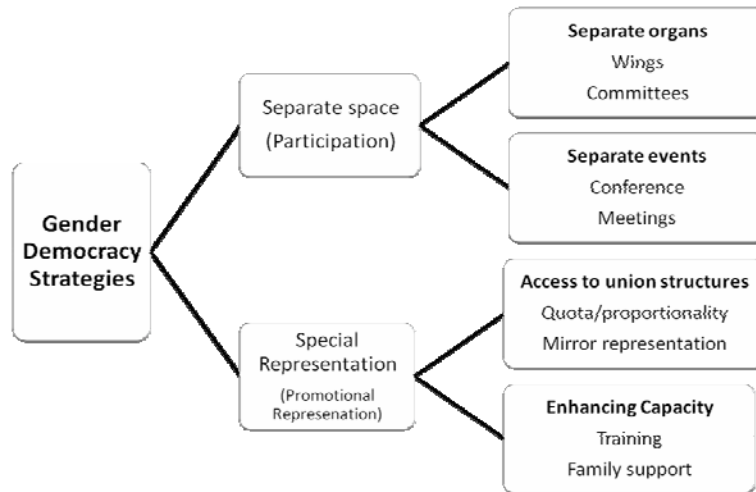 Gender
Democracy
Strategies
Separate space
(Participation)
Separate organs
Wings
Committees
Separate events
Conference
Meetings
Special
Representation
(Promotional
Represenation)
Access to union structures
Quota/proportionality
Mirror representation
Enhancing Capacity
Training
Family support